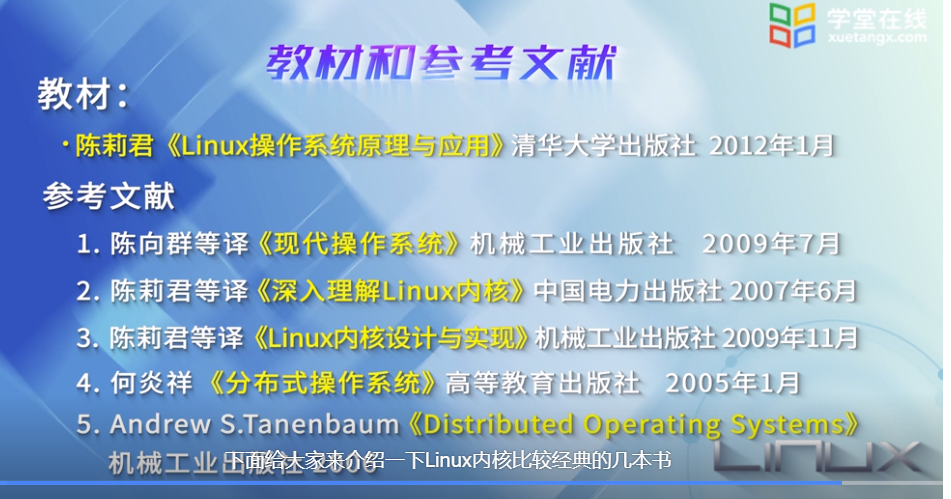 学堂在线
xuetangx.com
教材和参考文献
教材：
·陈莉君《Linux操作系统原理与应用》清华大学出版社 2012年1月
参考文献
1. 陈向群等译《现代操作系统》机械工业出版社 2009年7月
2. 陈莉君等译《深入理解Linux内核》中国电力出版社 2007年6月
3. 陈莉君等译《Linux内核设计与实现》机械工业出版社 2009年11月
4. 何炎祥《分布式操作系统》高等教育出版社 2005年1月
5. Andrew S.Tanenbaum《Distributed Operating Systems》
机械工业出版社
下面给大家来介绍一下Linux内核比较经典的几本书
LINUX